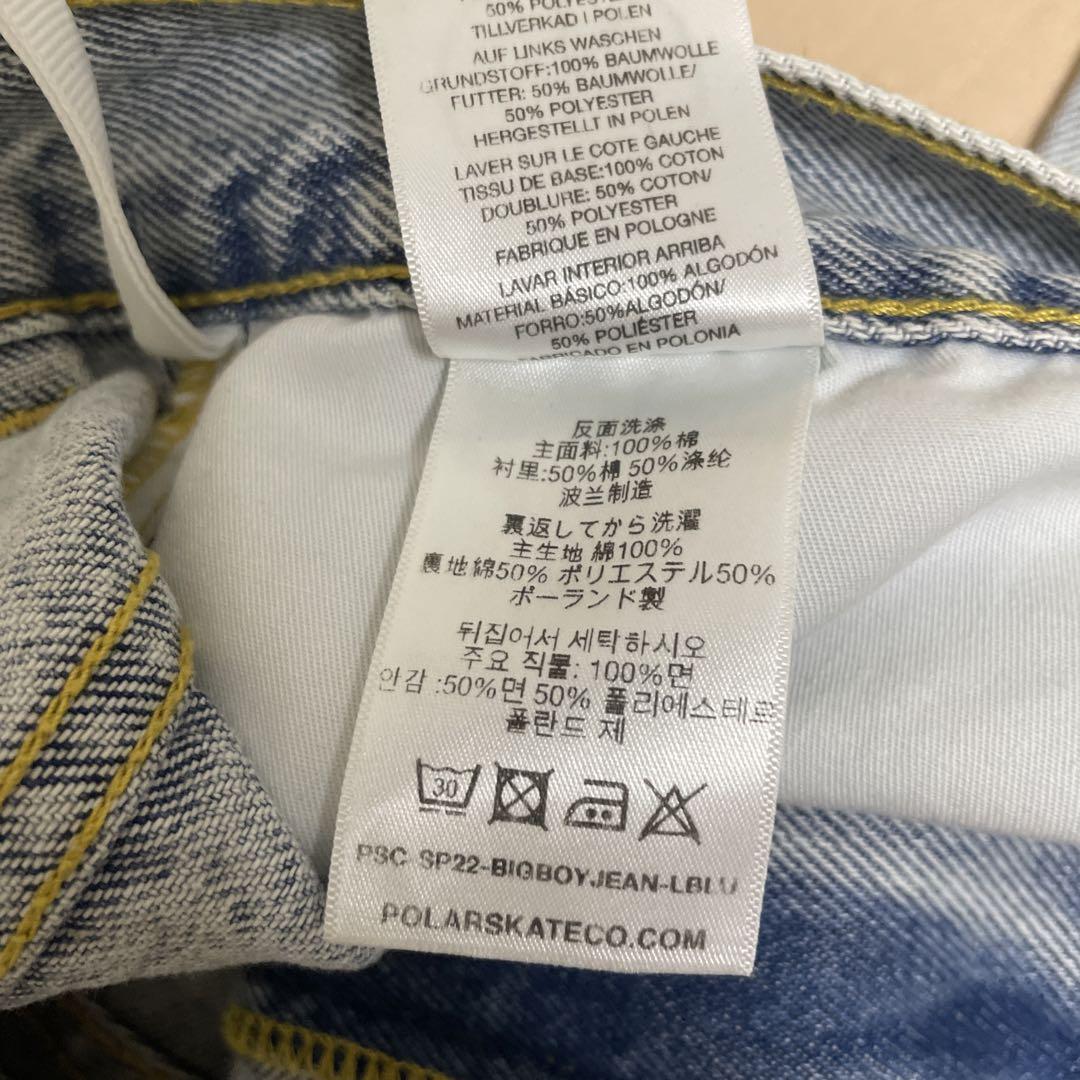 50% POLYESTER
TILLVERKAD I POLEN
AUF LINKS WASCHEN
GRUNDSTOFF:100% BAUMWOLLE
FUTTER: 50% BAUMWOLLE/
50% POLYESTER
HERGESTELLT IN POLEN
LAVER SUR LE COTE GAUCHE
TISSU DE BASE:100% COTON
DOUBLURE: 50% COTON/
50% POLYESTER
FABRIQUE EN POLOGNE
LAVAR INTERIOR ARRIBA
MATERIAL BÁSICO:100% ALGODÓN
FORRO:50%ALGODÓN/
50% POLIÉSTER
FABRICADO EN POLONIA
反面洗涤
主面料:100%棉
衬里:50%棉 50%涤纶
波兰制造
裏返してから洗濯
主生地 綿100%
裏地綿50% ポリエステル50%
ポーランド製
뒤집어서 세탁하시오
주요 직물: 100%면
안감 :50%면 50% 폴리에스테르
폴란드 제
30
PSC-SP22-BIGBOYJEAN-LBLU
POLARSKATECO.COM